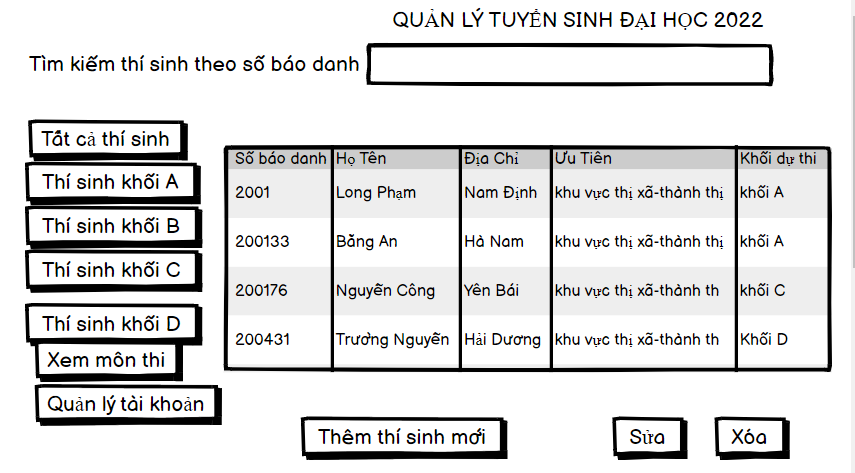 QUẢN LÝ TUYỂN SINH ĐẠI HỌC 2022
Tìm kiếm thí sinh theo số báo danh
Tất cả thí sinh
Thí sinh khối A
Thí sinh khối B
Thí sinh khối C
Thí sinh khối D
Xem môn thi
Quản lý tài khoản
Số báo danh Họ Tên Địa Chỉ Ưu Tiên Khối dự thi
2001 Long Phạm Nam Định khu vực thị xã-thành thị khối A
200133 Bằng An Hà Nam khu vực thị xã-thành thị khối A
200176 Nguyễn Công Yên Bái khu vực thị xã-thành th khối C
200431 Trưởng Nguyễn Hải Dương khu vực thị xã-thành th Khối D
Thêm thí sinh mới Sửa Xóa